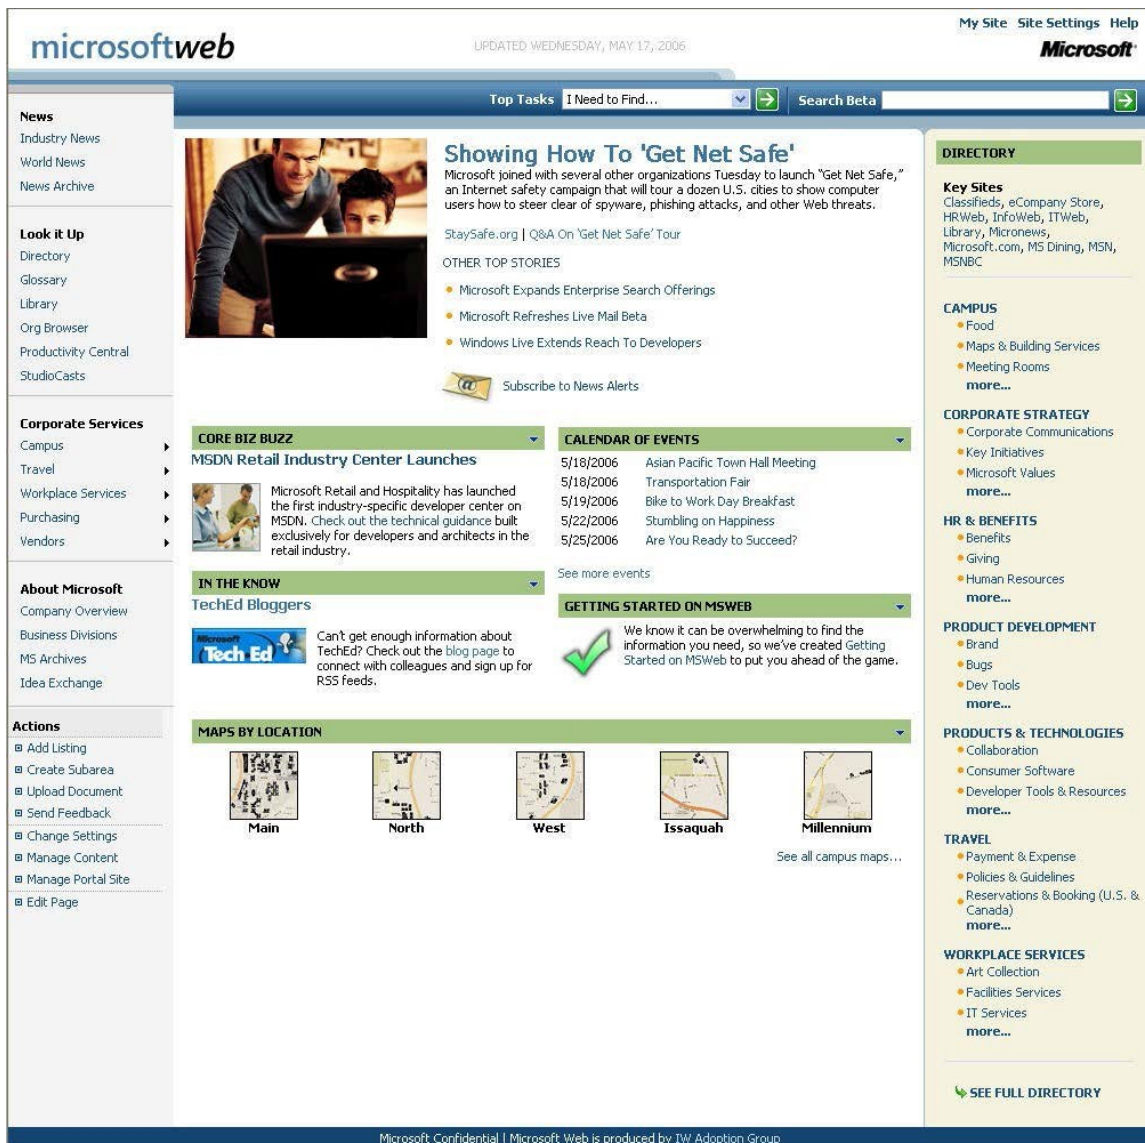 My Site Site Settings Help
microsoftweb
UPDATED WEDNESDAY, MAY 17, 2006
Microsoft
Top Tasks I Need to Find...
Search Beta
News
Industry News
World News
News Archive
Look it Up
Directory
Glossary
Library
Org Browser
Productivity Central
StudioCasts
Corporate Services
Campus
Travel
Workplace Services
Purchasing
Vendors
About Microsoft
Company Overview
Business Divisions
MS Archives
Idea Exchange
Actions
Add Listing
Create Subarea
Upload Document
Send Feedback
Change Settings
Manage Content
Manage Portal Site
Edit Page
Showing How To 'Get Net Safe'
Microsoft joined with several other organizations Tuesday to launch "Get Net Safe,"
an Internet safety campaign that will tour a dozen U.S. cities to show computer
users how to steer clear of spyware, phishing attacks, and other Web threats.
StaySafe.org | Q&A On 'Get Net Safe' Tour
OTHER TOP STORIES
Microsoft Expands Enterprise Search Offerings
Microsoft Refreshes Live Mail Beta
Windows Live Extends Reach To Developers
Subscribe to News Alerts
CORE BIZ BUZZ
MSDN Retail Industry Center Launches
Microsoft Retail and Hospitality has launched
the first industry-specific developer center on
MSDN. Check out the technical guidance built
exclusively for developers and architects in the
retail industry.
IN THE KNOW
TechEd Bloggers
Microsoft
Tech·Ed
Can't get enough information about
TechEd? Check out the blog page to
connect with colleagues and sign up for
RSS feeds.
CALENDAR OF EVENTS
5/18/2006 Asian Pacific Town Hall Meeting
5/18/2006 Transportation Fair
5/19/2006 Bike to Work Day Breakfast
5/22/2006 Stumbling on Happiness
5/25/2006 Are You Ready to Succeed?
See more events
GETTING STARTED ON MSWEB
We know it can be overwhelming to find the
information you need, so we've created Getting
Started on MSWeb to put you ahead of the game.
MAPS BY LOCATION
Main North West Issaquah Millennium
See all campus maps...
DIRECTORY
Key Sites
Classifieds, eCompany Store,
HRWeb, InfoWeb, ITWeb,
Library, Micronews,
Microsoft.com, MS Dining, MSN,
MSNBC
CAMPUS
Food
Maps & Building Services
Meeting Rooms
more...
CORPORATE STRATEGY
Corporate Communications
Key Initiatives
Microsoft Values
more...
HR & BENEFITS
Benefits
Giving
Human Resources
more...
PRODUCT DEVELOPMENT
Brand
Bugs
Dev Tools
more...
PRODUCTS & TECHNOLOGIES
Collaboration
Consumer Software
Developer Tools & Resources
more...
TRAVEL
Payment & Expense
Policies & Guidelines
Reservations & Booking (U.S. &
Canada)
more...
WORKPLACE SERVICES
Art Collection
Facilities Services
IT Services
more...
SEE FULL DIRECTORY
Microsoft Confidential | Microsoft Web is produced by IW Adoption Group